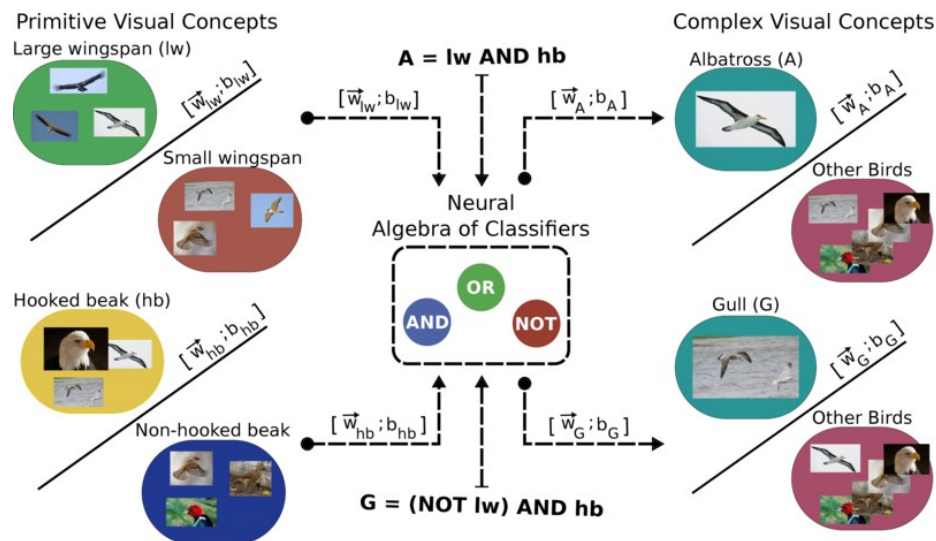 Primitive Visual Concepts
Large wingspan (lw)
[w⃗lw;blw]
Small wingspan
Hooked beak (hb)
[w⃗hb;bhb]
Non-hooked beak
A = lw AND hb
[w⃗lw;blw]
[w⃗A;bA]
Neural
Algebra of Classifiers
OR
AND
NOT
[w⃗hb;bhb]
[w⃗G;bG]
G = (NOT lw) AND hb
Complex Visual Concepts
Albatross (A)
[w⃗A;bA]
Other Birds
Gull (G)
[w⃗G;bG]
Other Birds